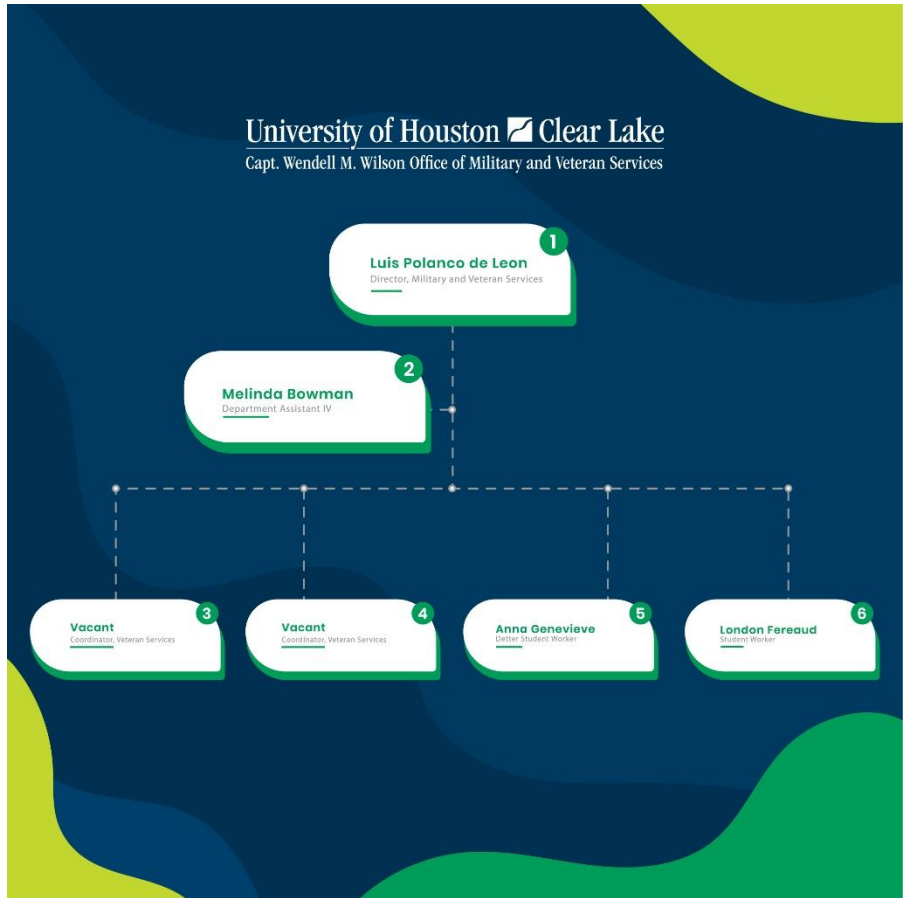 University of Houston Clear Lake
Capt. Wendell M. Wilson Office of Military and Veteran Services
1
Luis Polanco de Leon
Director, Military and Veteran Services
2
Melinda Bowman
Department Assistant IV
3
Vacant
Coordinator, Veteran Services
4
Vacant
Coordinator, Veteran Services
5
Anna Genevieve
Detter Student Worker
6
London Fereaud
Student Worker